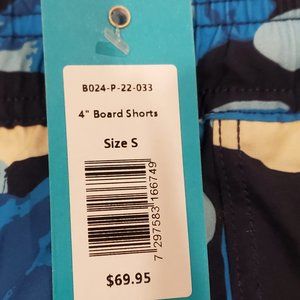 B024-P-22-033
4" Board Shorts
Size S
7 297583 166749
$69.95